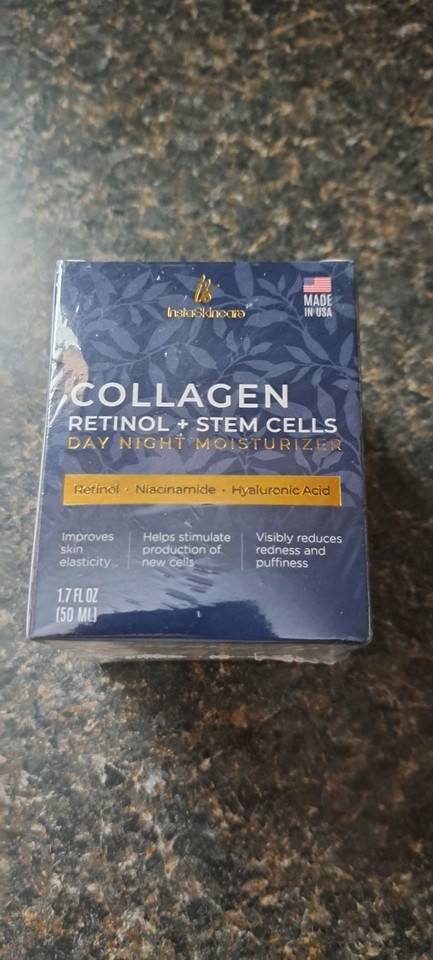 InstaSkincare
MADE
IN USA
COLLAGEN
RETINOL + STEM CELLS
DAY NIGHT MOISTURIZER
Retinol · Niacinamide · Hyaluronic Acid
Improves
skin
elasticity
Helps stimulate
production of
new cells
Visibly reduces
redness and
puffiness
1.7 FL OZ
(50 ML)